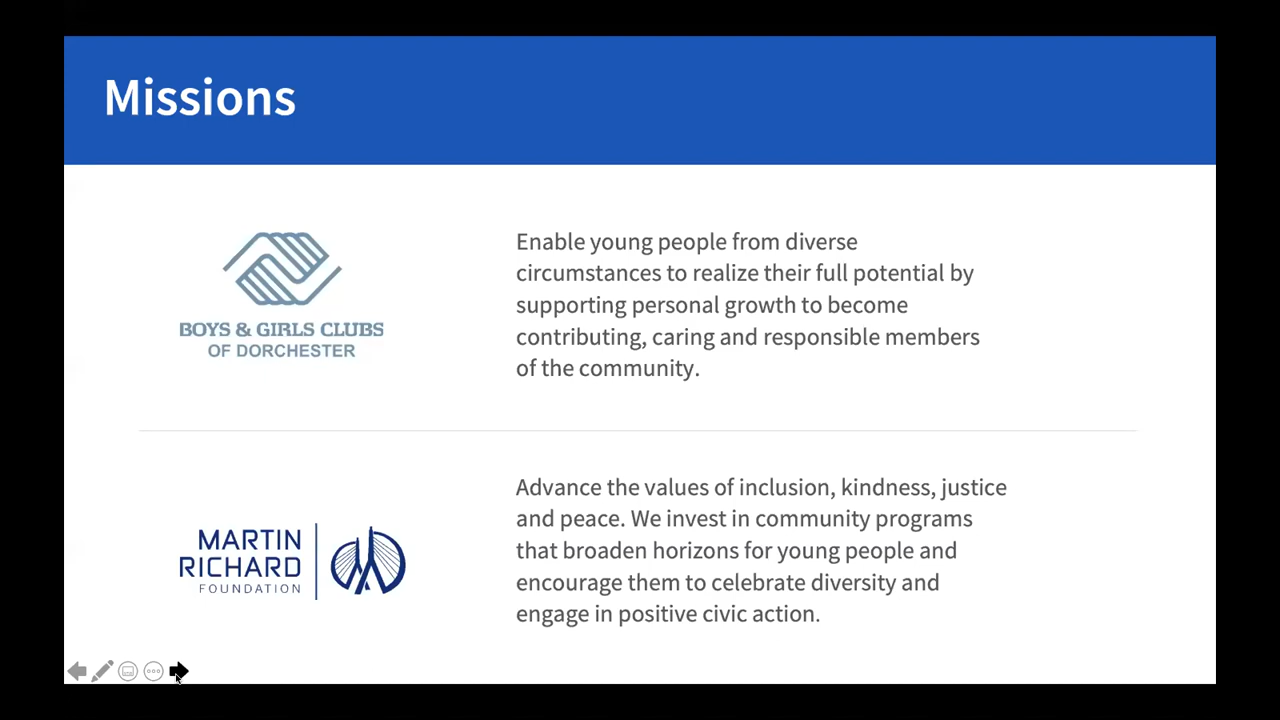 Missions
BOYS & GIRLS CLUBS
OF DORCHESTER
Enable young people from diverse
circumstances to realize their full potential by
supporting personal growth to become
contributing, caring and responsible members
of the community.
MARTIN
RICHARD
FOUNDATION
Advance the values of inclusion, kindness, justice
and peace. We invest in community programs
that broaden horizons for young people and
encourage them to celebrate diversity and
engage in positive civic action.